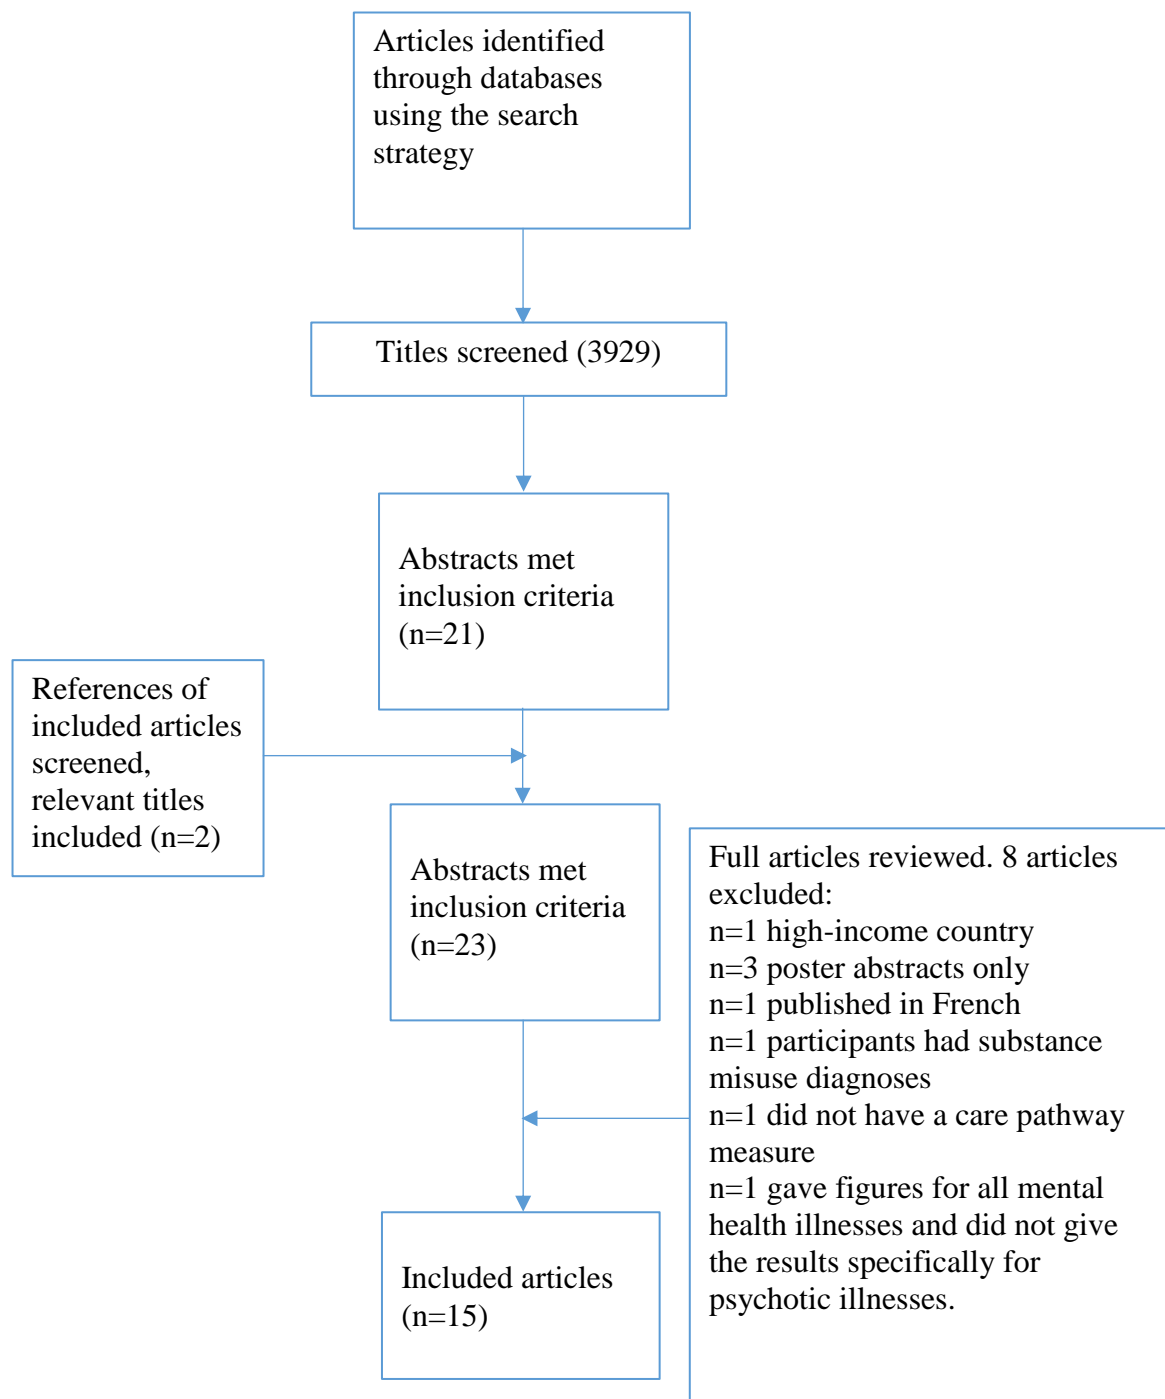 Articles identified
through databases
using the search
strategy
Titles screened (3929)
Abstracts met
inclusion criteria
(n=21)
References of
included articles
screened,
relevant titles
included (n=2)
Abstracts met
inclusion criteria
(n=23)
Full articles reviewed. 8 articles
excluded:
n=1 high-income country
n=3 poster abstracts only
n=1 published in French
n=1 participants had substance
misuse diagnoses
n=1 did not have a care pathway
measure
n=1 gave figures for all mental
health illnesses and did not give
the results specifically for
psychotic illnesses.
Included articles
(n=15)